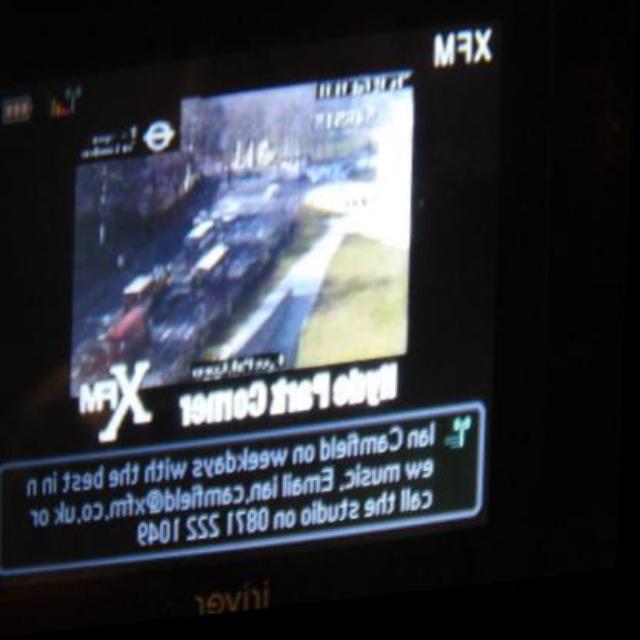 XFM
Hyde Park Corner
XFM
Ian Camfield on weekdays with the best in n
ew music. Email ian.camfield@xfm.co.uk or
call the studio on 0871 222 1049
iriver